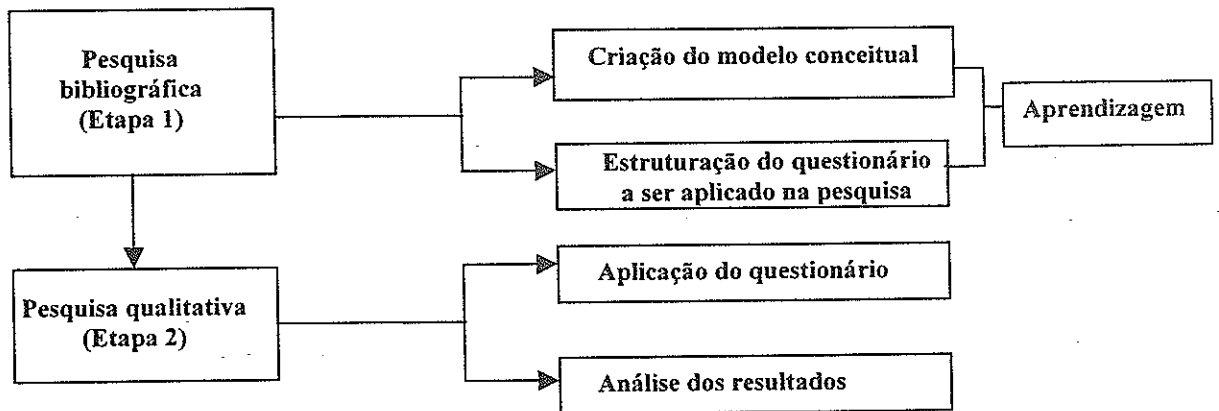 Pesquisa
bibliográfica
(Etapa 1)
Criação do modelo conceitual
Estruturação do questionário
a ser aplicado na pesquisa
Aprendizagem
Pesquisa qualitativa
(Etapa 2)
Aplicação do questionário
Análise dos resultados